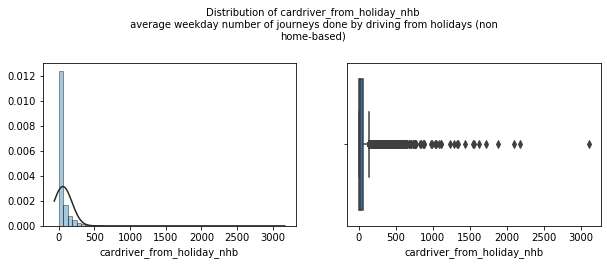 Distribution of cardriver_from_holiday_nhb
average weekday number of journeys done by driving from holidays (non
home-based)
0.012
0.010
0.008
0.006
0.004
0.002
0.000
0 500 1000 1500 2000 2500 3000
cardriver_from_holiday_nhb
0 500 1000 1500 2000 2500 3000
cardriver_from_holiday_nhb